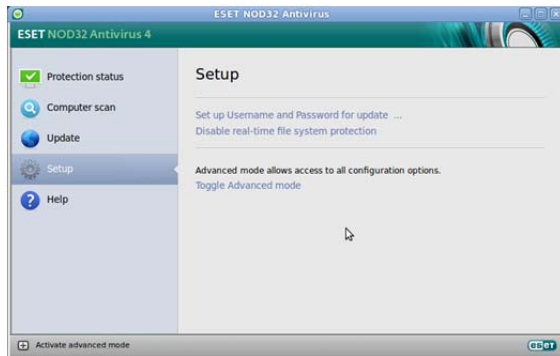 ESET NOD32 Antivirus
ESET NOD32 Antivirus 4
Protection status
Computer scan
Update
Setup
Help
Setup
Set up Username and Password for update ...
Disable real-time file system protection
Advanced mode allows access to all configuration options.
Toggle Advanced mode
Activate advanced mode
eset